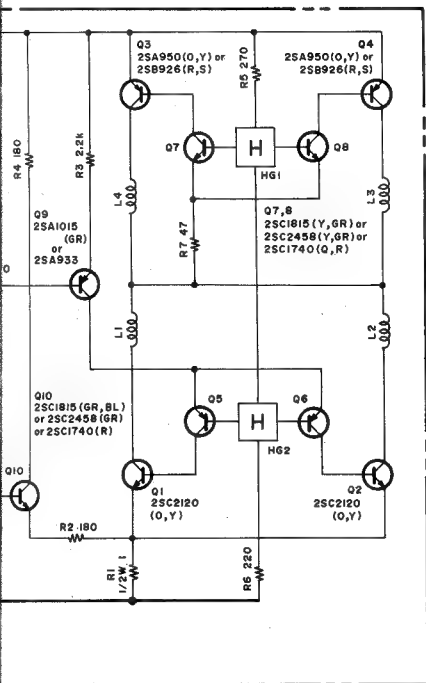 Q3
2SA950(O,Y) or
2SB926(R,S)
R5 270
Q4
2SA950(O,Y) or
2SB926(R,S)
R4 180
R3 2.2k
Q7
H
HG1
Q8
L4
L3
Q9
2SA1015
(GR)
or
2SA933
R7 47
Q7,8
2SC1815(Y,GR) or
2SC2458(Y,GR) or
2SC1740(Q,R)
L1
L2
Q10
2SC1815(GR,BL)
or 2SC2458(GR)
or 2SC1740(R)
Q5
H
HG2
Q6
Q10
Q1
2SC2120
(O,Y)
Q2
2SC2120
(O,Y)
R2 180
R1 1
1/2W
R6 220